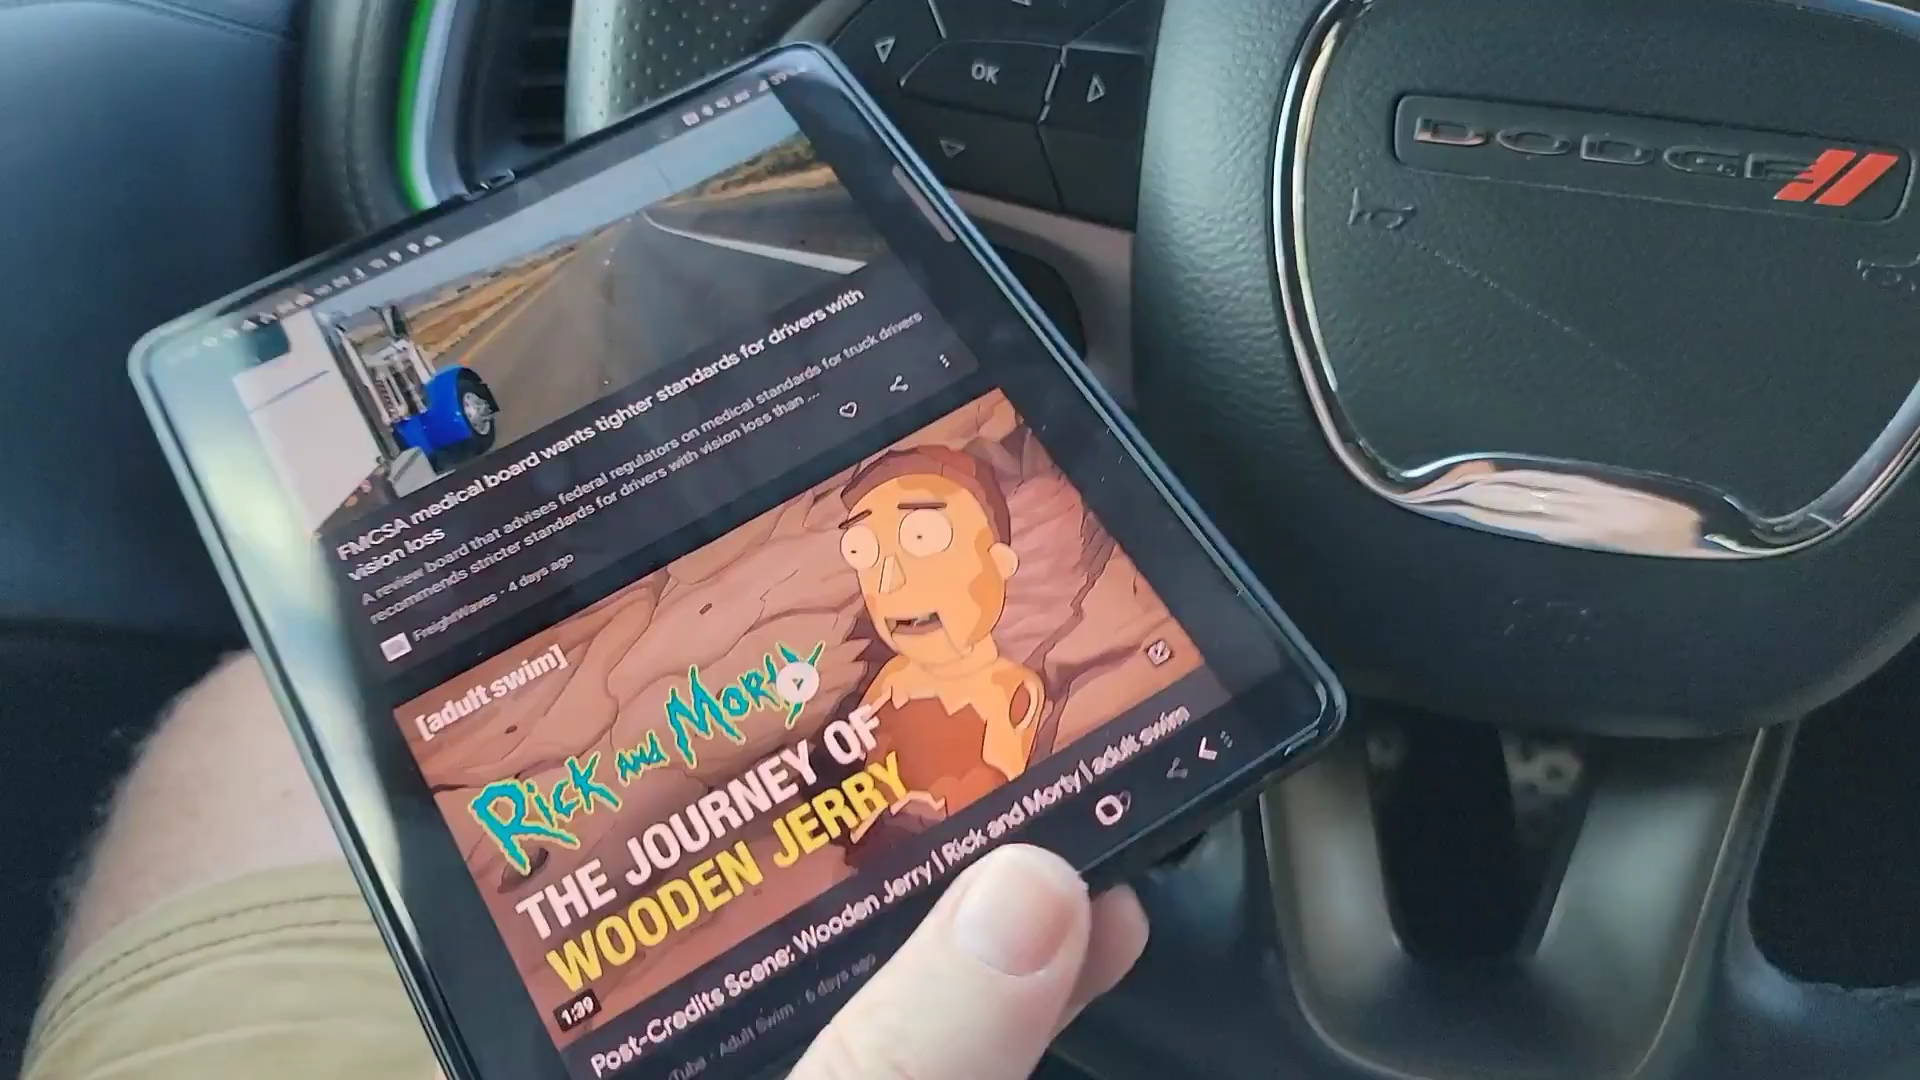 OK
DODGE
FMCSA medical board wants tighter standards for drivers with
vision loss
A review board that advises federal regulators on medical standards for truck drivers
recommends stricter standards for drivers with vision loss than ...
FreightWaves · 4 days ago
[adult swim]
Rick and Morty
THE JOURNEY OF
WOODEN JERRY
1:39
Post-Credits Scene: Wooden Jerry | Rick and Morty | adult swim
Tube · Adult Swim · 6 days ago